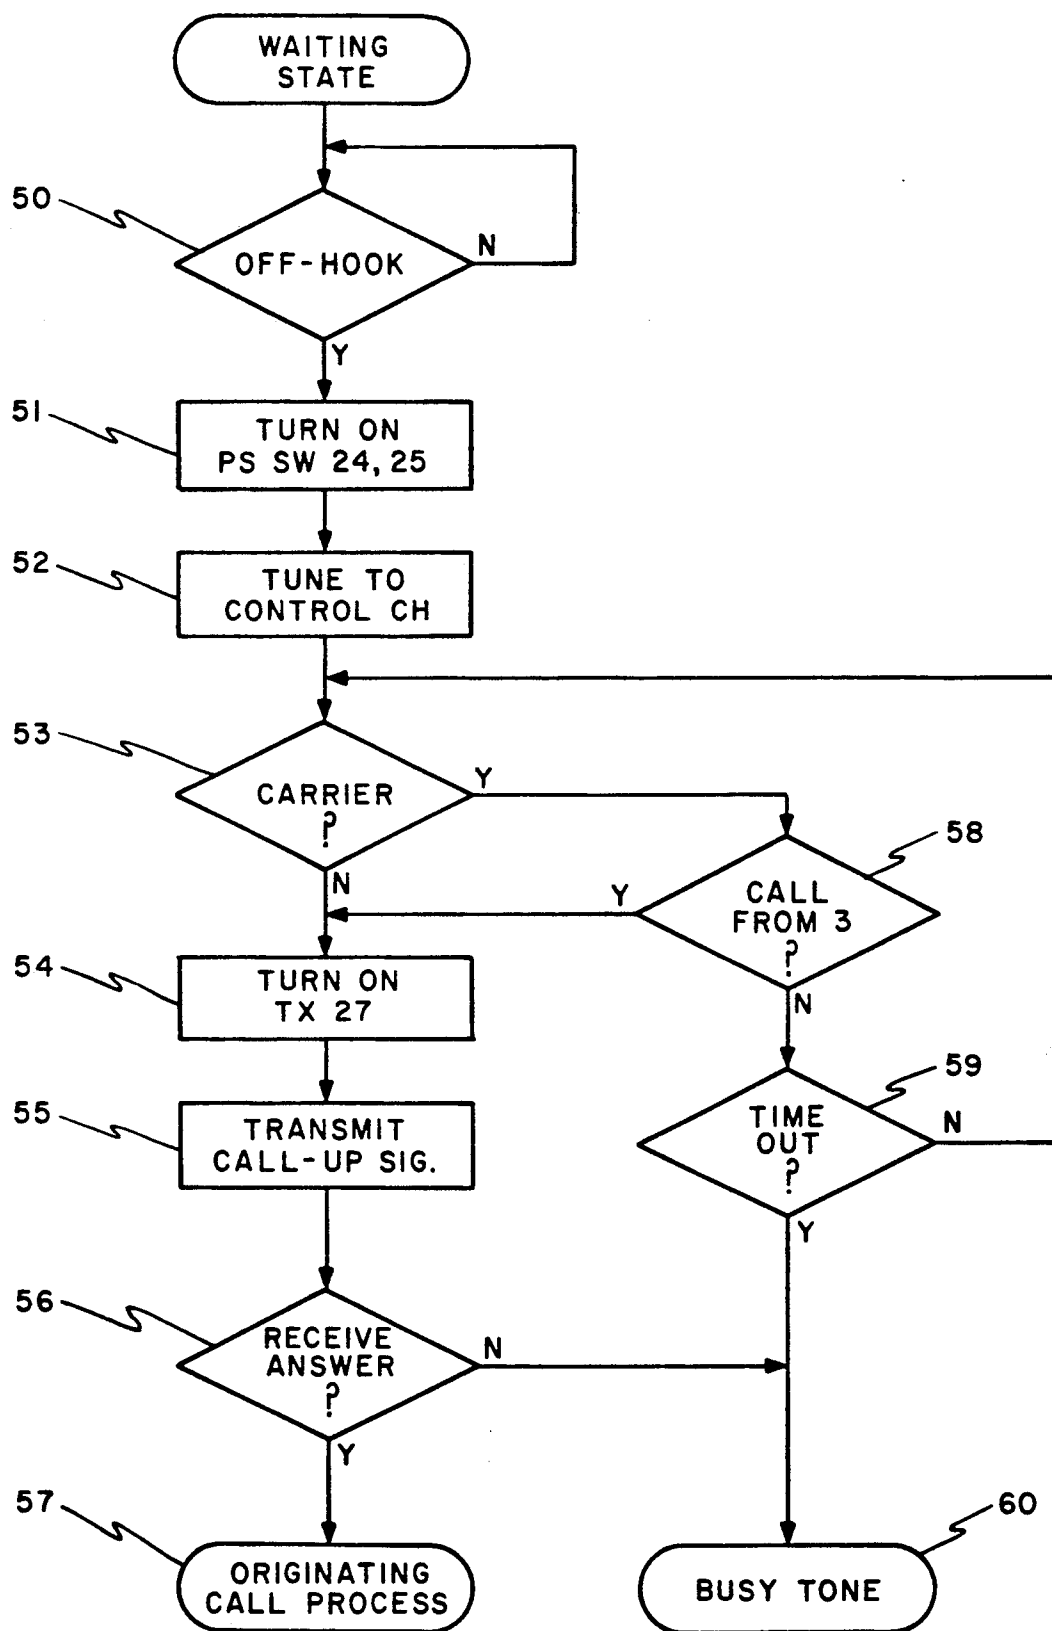 WAITING
STATE
50
OFF-HOOK
N
Y
51
TURN ON
PS SW 24, 25
52
TUNE TO
CONTROL CH
53
CARRIER
?
Y
N
58
CALL
FROM 3
?
Y
N
54
TURN ON
TX 27
59
TIME
OUT
?
N
Y
55
TRANSMIT
CALL-UP SIG.
56
RECEIVE
ANSWER
?
N
Y
57
ORIGINATING
CALL PROCESS
60
BUSY TONE